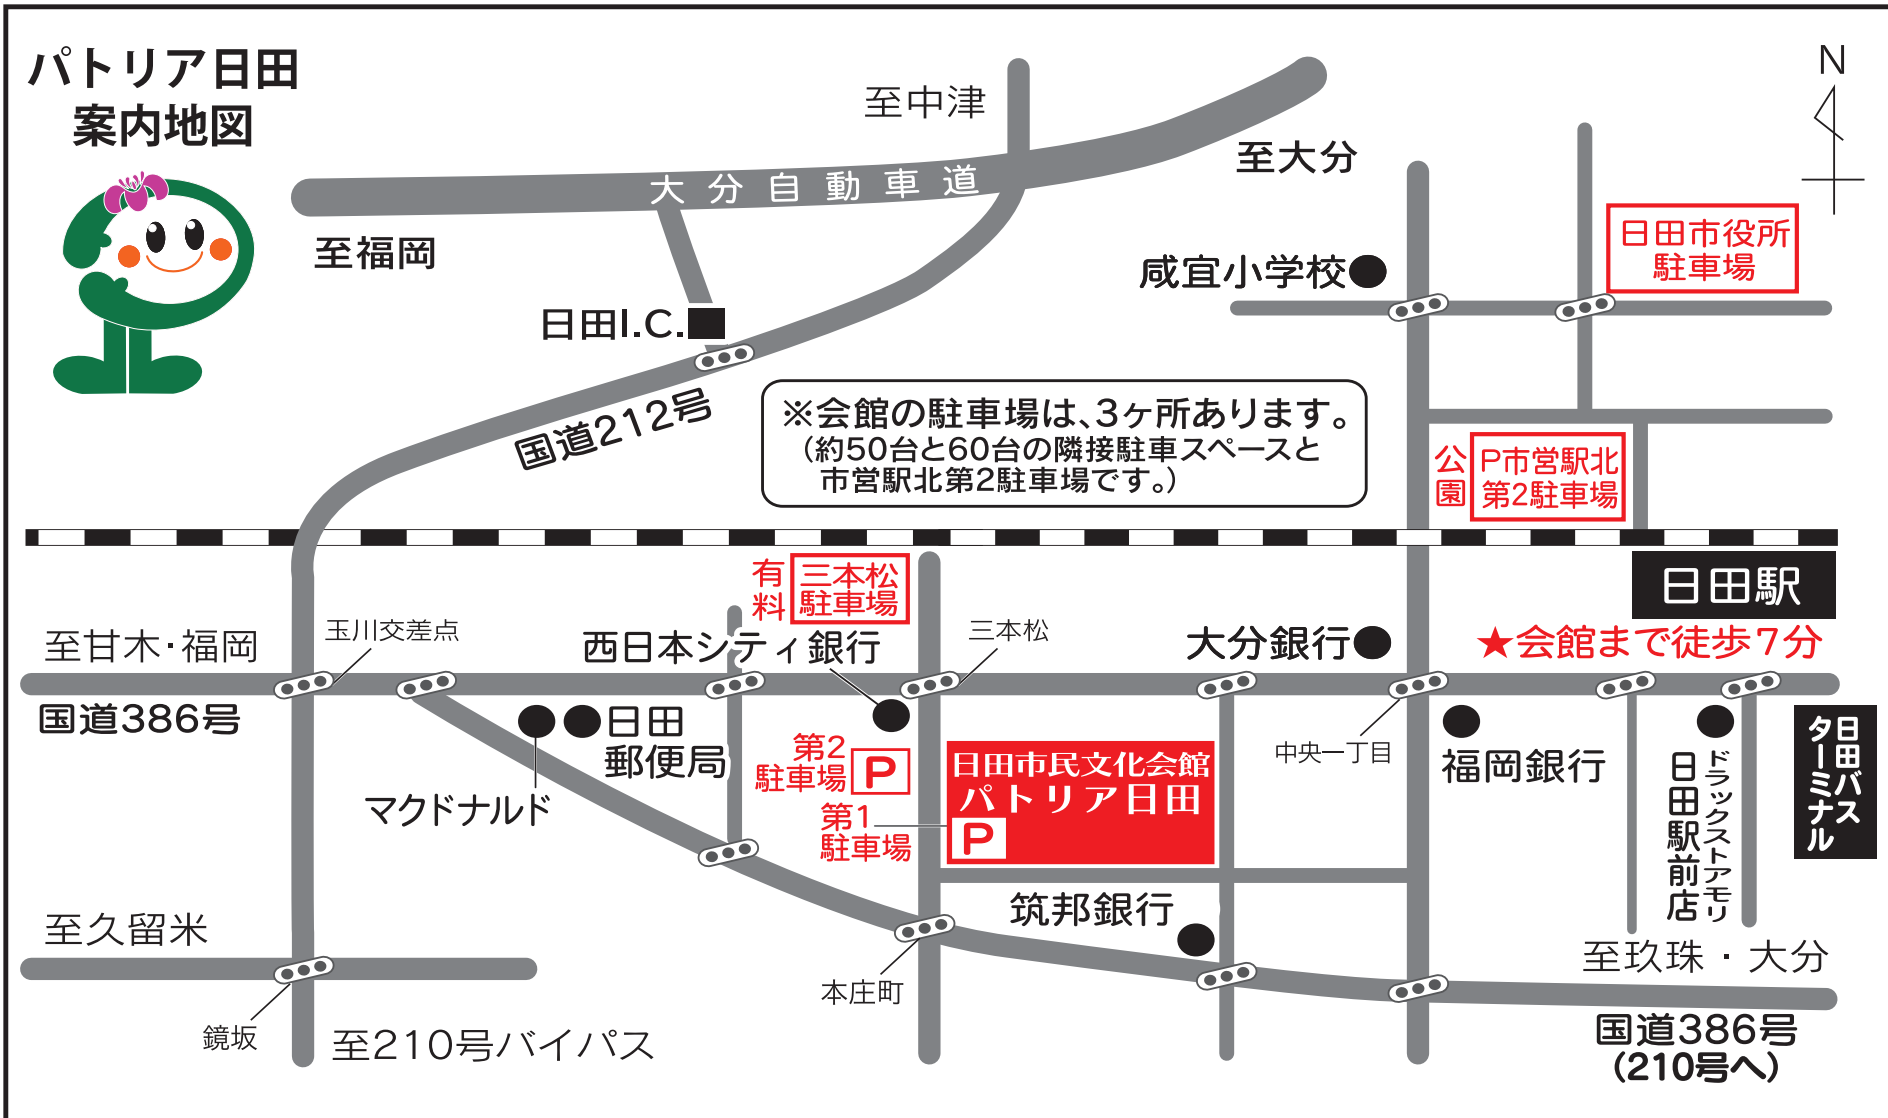 パトリア日田
案内地図
至中津
至大分
大分自動車道
至福岡
N
日田市役所
駐車場
咸宜小学校
日田I.C.
国道212号
※会館の駐車場は、3ヶ所あります。
（約50台と60台の隣接駐車スペースと
市営駅北第2駐車場です。）
公園
P市営駅北
第2駐車場
有料
三本松
駐車場
日田駅
至甘木・福岡
玉川交差点
西日本シティ銀行
三本松
大分銀行
★会館まで徒歩7分
国道386号
日田
郵便局
マクドナルド
第2
駐車場
P
第1
駐車場
日田市民文化会館
パトリア日田
P
中央一丁目
福岡銀行
ドラックストアモリ
日田駅前店
日田バス
ターミナル
筑邦銀行
至久留米
本庄町
至玖珠・大分
鏡坂
至210号バイパス
国道386号
(210号へ)